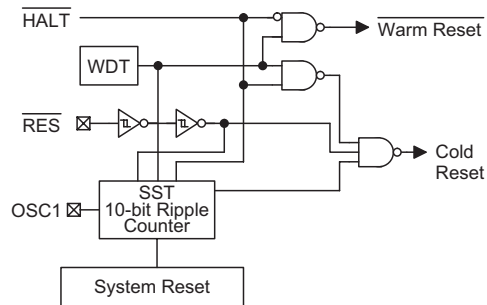 HALT
Warm Reset
WDT
RES
Cold
Reset
SST
10-bit Ripple
Counter
OSC1
System Reset